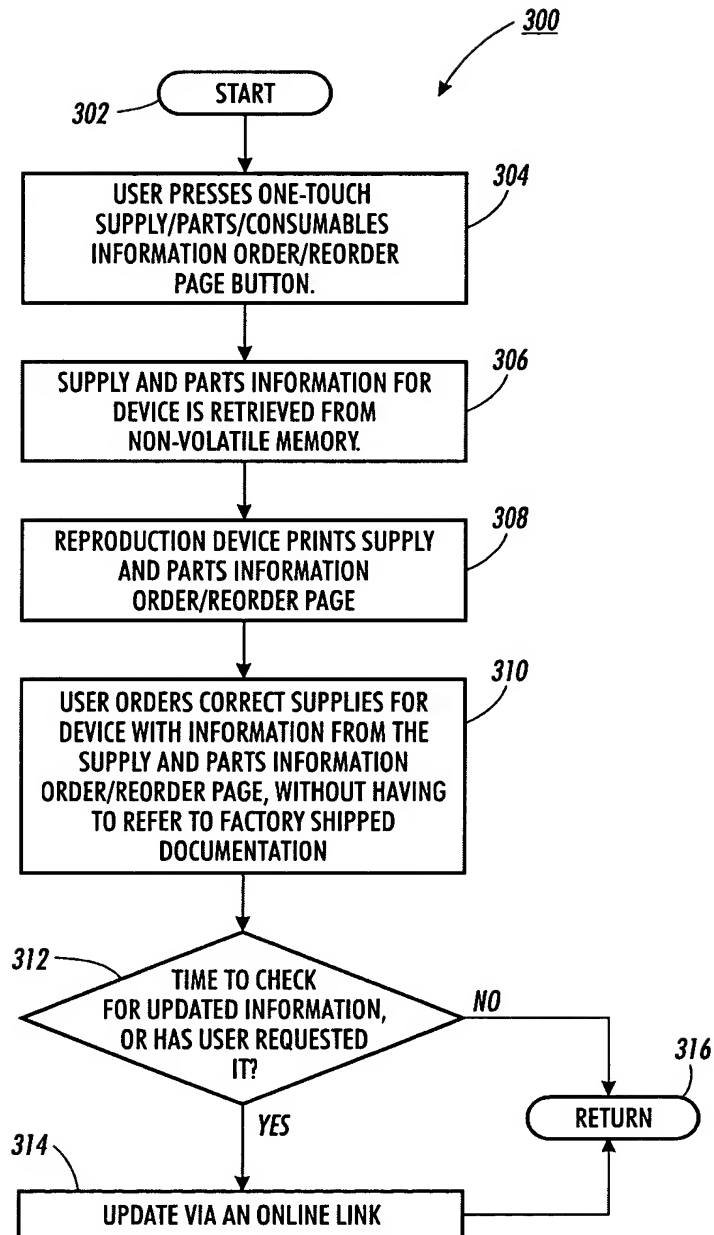 300
302
START
304
USER PRESSES ONE-TOUCH
SUPPLY/PARTS/CONSUMABLES
INFORMATION ORDER/REORDER
PAGE BUTTON.
306
SUPPLY AND PARTS INFORMATION FOR
DEVICE IS RETRIEVED FROM
NON-VOLATILE MEMORY.
308
REPRODUCTION DEVICE PRINTS SUPPLY
AND PARTS INFORMATION
ORDER/REORDER PAGE
310
USER ORDERS CORRECT SUPPLIES FOR
DEVICE WITH INFORMATION FROM THE
SUPPLY AND PARTS INFORMATION
ORDER/REORDER PAGE, WITHOUT HAVING
TO REFER TO FACTORY SHIPPED
DOCUMENTATION
312
TIME TO CHECK
FOR UPDATED INFORMATION,
OR HAS USER REQUESTED
IT?
NO
316
RETURN
YES
314
UPDATE VIA AN ONLINE LINK